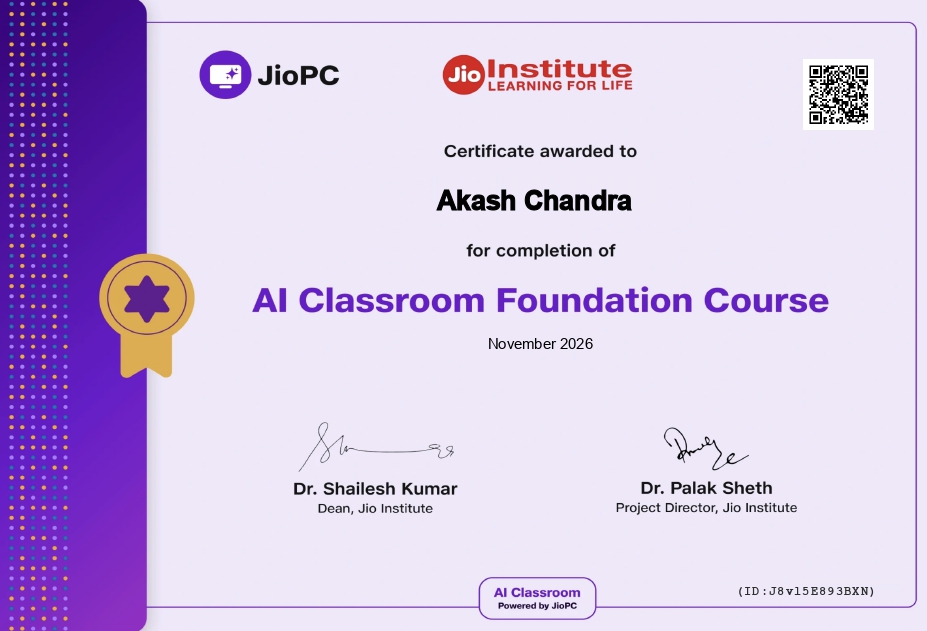 JioPC
Jio Institute
LEARNING FOR LIFE
Certificate awarded to
Akash Chandra
for completion of
AI Classroom Foundation Course
November 2026
Dr. Shailesh Kumar
Dean, Jio Institute
Dr. Palak Sheth
Project Director, Jio Institute
AI Classroom
Powered by JioPC
(ID:J8vl5E893BXN)